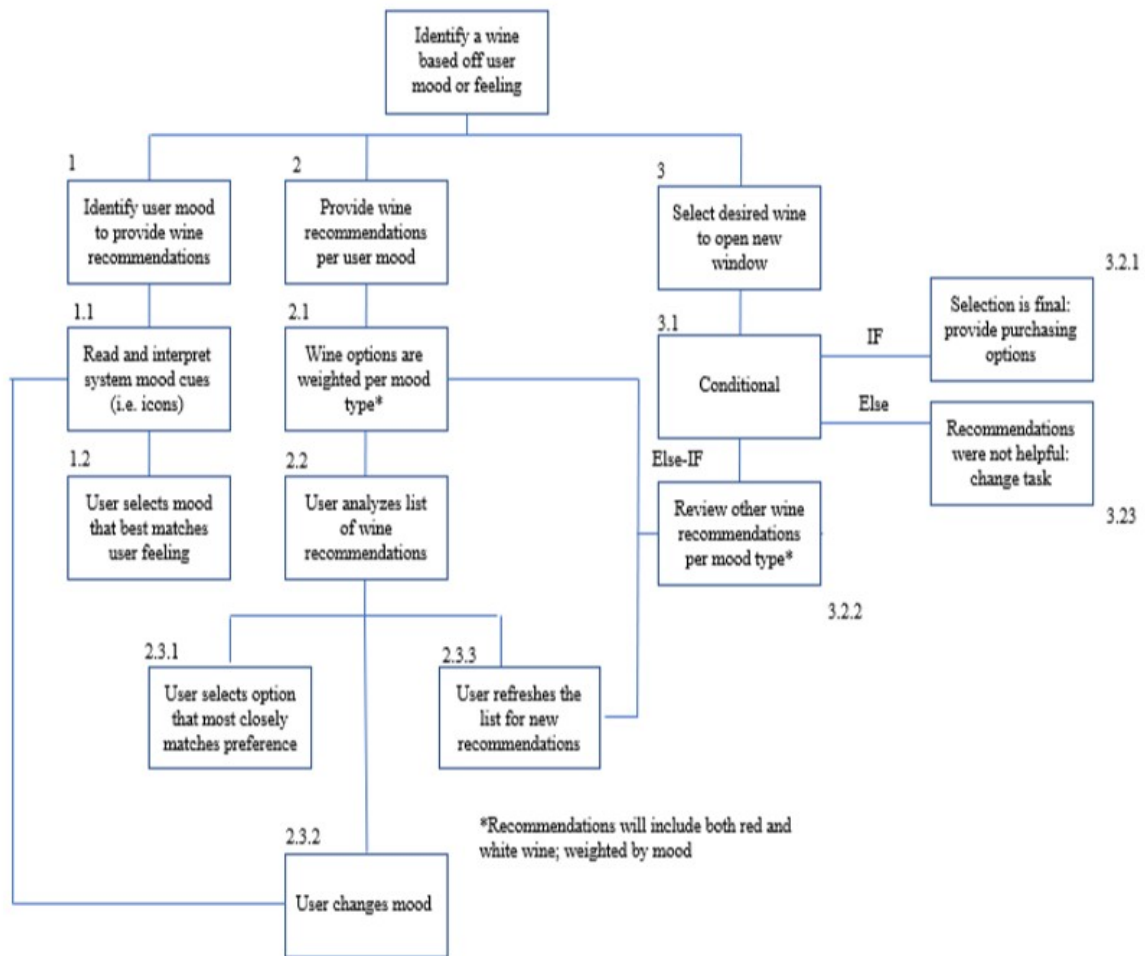 Identify a wine
based off user
mood or feeling
1
Identify user mood
to provide wine
recommendations
2
Provide wine
recommendations
per user mood
3
Select desired wine
to open new
window
1.1
Read and interpret
system mood cues
(i.e. icons)
2.1
Wine options are
weighted per mood
type*
3.1
Conditional
IF
3.2.1
Selection is final:
provide purchasing
options
Else
Recommendations
were not helpful:
change task
3.23
1.2
User selects mood
that best matches
user feeling
2.2
User analyzes list
of wine
recommendations
Else-IF
Review other wine
recommendations
per mood type*
3.2.2
2.3.1
User selects option
that most closely
matches preference
2.3.3
User refreshes the
list for new
recommendations
2.3.2
User changes mood
*Recommendations will include both red and
white wine; weighted by mood